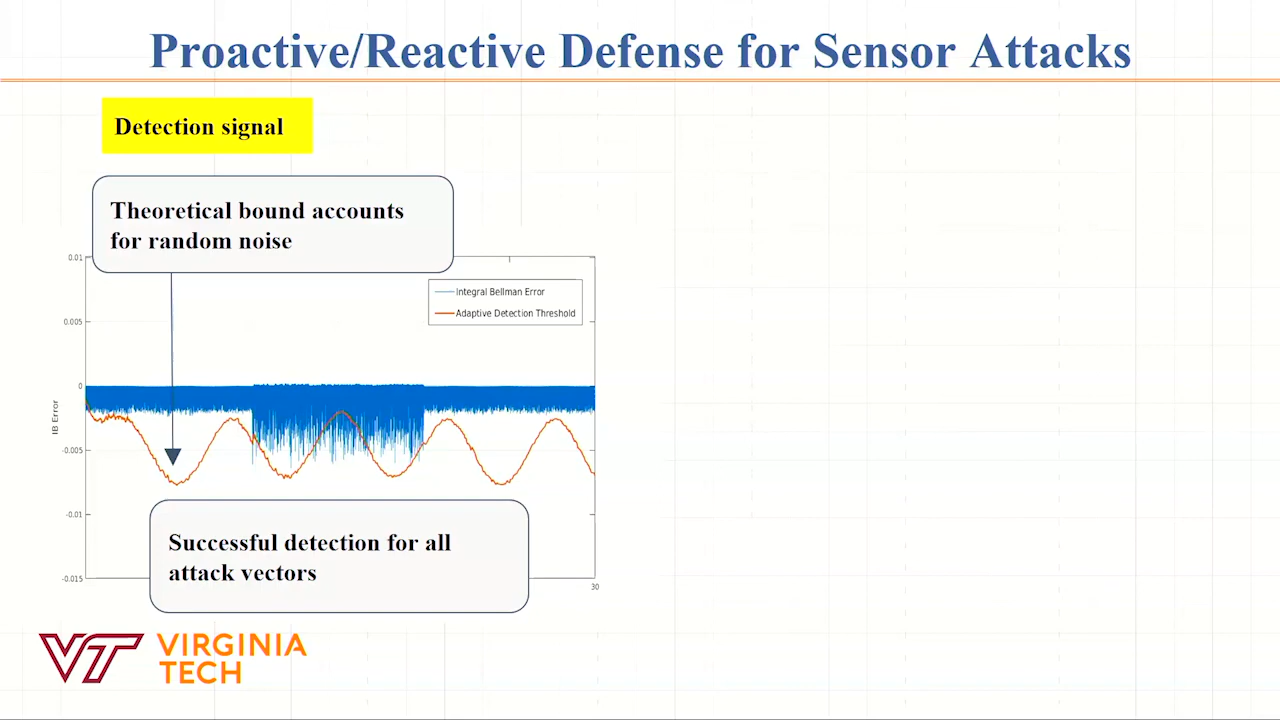 Proactive/Reactive Defense for Sensor Attacks
Detection signal
Theoretical bound accounts
for random noise
0.01
Integral Bellman Error
Adaptive Detection Threshold
0.005
0
IB Error
-0.005
-0.01
Successful detection for all
attack vectors
-0.015
30
VT VIRGINIA
TECH